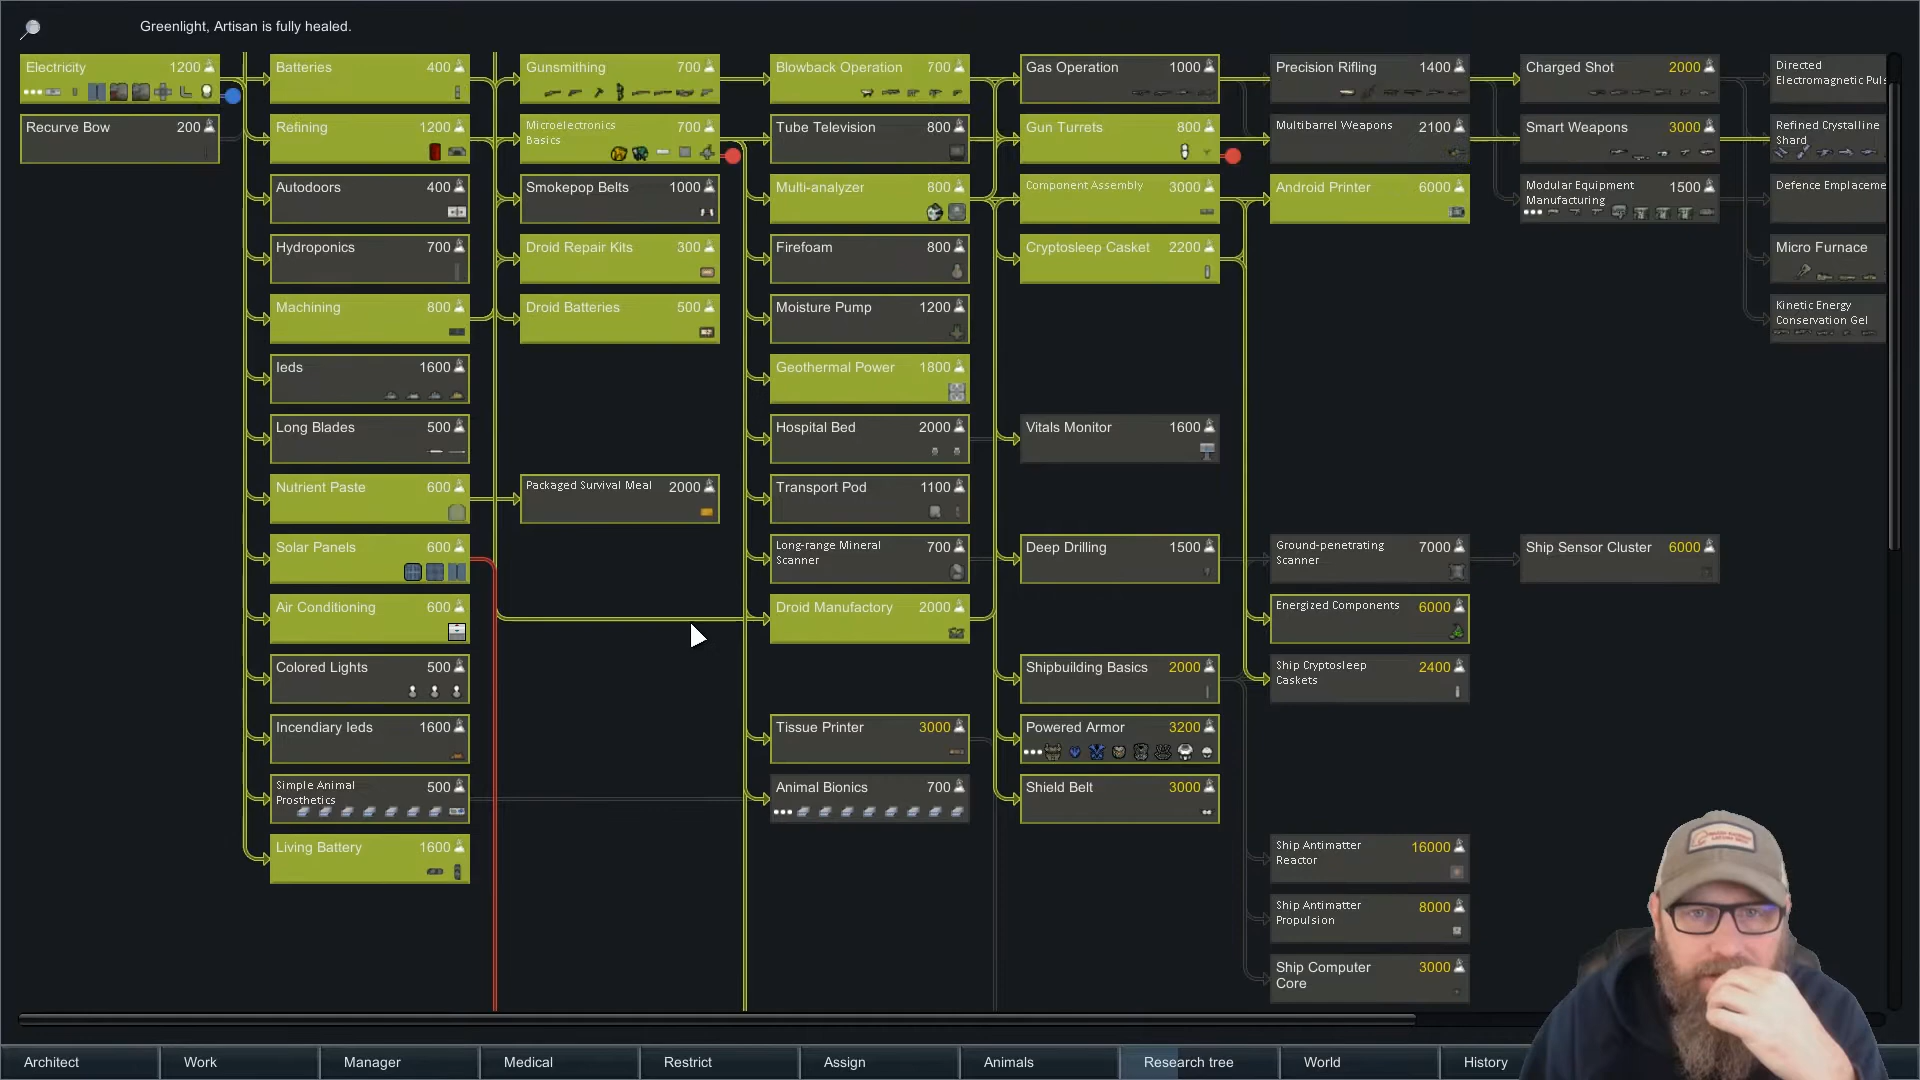 Greenlight, Artisan is fully healed.
Electricity 1200
Recurve Bow 200
Batteries 400
Refining 1200
Autodoors 400
Hydroponics 700
Machining 800
Ieds 1600
Long Blades 500
Nutrient Paste 600
Solar Panels 600
Air Conditioning 600
Colored Lights 500
Incendiary Ieds 1600
Simple Animal
Prosthetics 500
Living Battery 1600
Gunsmithing 700
Microelectronics
Basics 700
Smokepop Belts 1000
Droid Repair Kits 300
Droid Batteries 500
Packaged Survival Meal 2000
Blowback Operation 700
Tube Television 800
Multi-analyzer 800
Firefoam 800
Moisture Pump 1200
Geothermal Power 1800
Hospital Bed 2000
Transport Pod 1100
Long-range Mineral
Scanner 700
Droid Manufactory 2000
Tissue Printer 3000
Animal Bionics 700
Gas Operation 1000
Gun Turrets 800
Component Assembly 3000
Cryptosleep Casket 2200
Vitals Monitor 1600
Deep Drilling 1500
Shipbuilding Basics 2000
Powered Armor 3200
Shield Belt 3000
Precision Rifling 1400
Multibarrel Weapons 2100
Android Printer 6000
Ground-penetrating
Scanner 7000
Energized Components 6000
Ship Cryptosleep
Caskets 2400
Ship Antimatter
Reactor 16000
Ship Antimatter
Propulsion 8000
Ship Computer
Core 3000
Charged Shot 2000
Smart Weapons 3000
Modular Equipment
Manufacturing 1500
Ship Sensor Cluster 6000
Directed
Electromagnetic Puls
Refined Crystalline
Shard
Defence Emplaceme
Micro Furnace
Kinetic Energy
Conservation Gel
Architect
Work
Manager
Medical
Restrict
Assign
Animals
Research tree
World
History